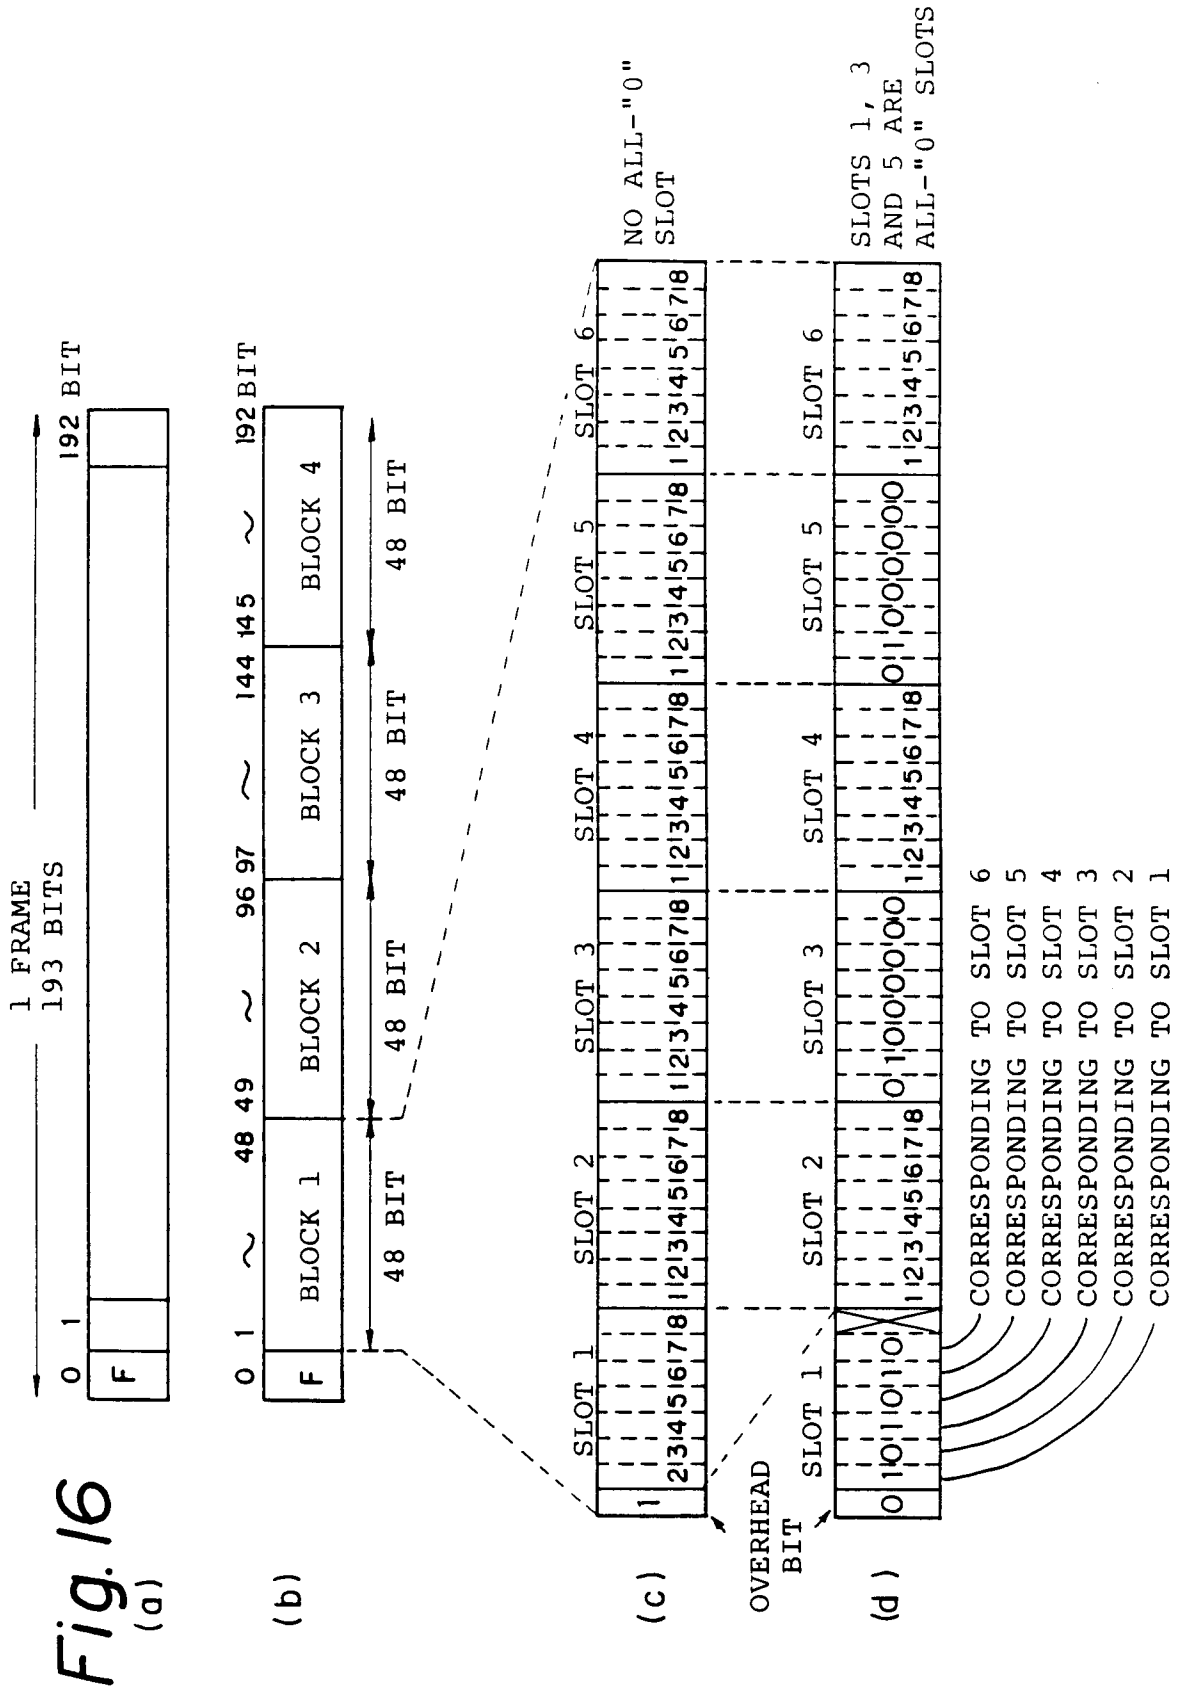 Fig. 16
(a)
1 FRAME
193 BITS
0 1 192 BIT
F
(b)
0 1 ~ 48 49 ~ 96 97 ~ 144 145 ~ 192 BIT
F BLOCK 1 BLOCK 2 BLOCK 3 BLOCK 4
48 BIT 48 BIT 48 BIT 48 BIT
(c)
SLOT 1 SLOT 2 SLOT 3 SLOT 4 SLOT 5 SLOT 6
1 2 3 4 5 6 7 8 1 2 3 4 5 6 7 8 1 2 3 4 5 6 7 8 1 2 3 4 5 6 7 8 1 2 3 4 5 6 7 8 1 2 3 4 5 6 7 8
NO ALL-"0"
SLOT
OVERHEAD
BIT
(d)
SLOT 1 SLOT 2 SLOT 3 SLOT 4 SLOT 5 SLOT 6
0 1 0 1 0 1 0 1 2 3 4 5 6 7 8 0 1 0 0 0 0 0 0 1 2 3 4 5 6 7 8 0 1 0 0 0 0 0 0 1 2 3 4 5 6 7 8
SLOTS 1, 3
AND 5 ARE
ALL-"0" SLOTS
CORRESPONDING TO SLOT 6
CORRESPONDING TO SLOT 5
CORRESPONDING TO SLOT 4
CORRESPONDING TO SLOT 3
CORRESPONDING TO SLOT 2
CORRESPONDING TO SLOT 1